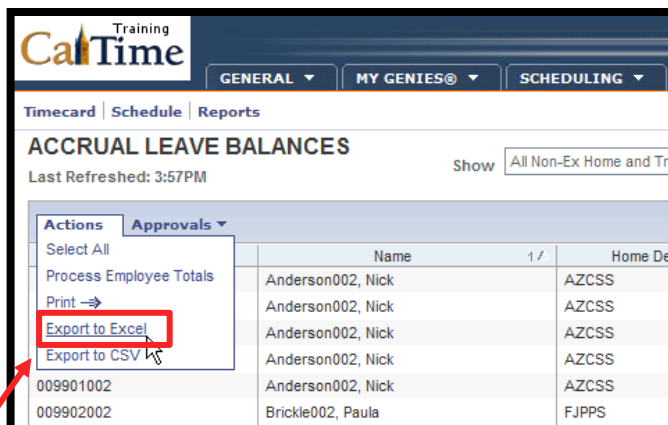 Training
CalTime
GENERAL ▼ MY GENIES® ▼ SCHEDULING ▼
Timecard | Schedule | Reports
ACCRUAL LEAVE BALANCES
Show All Non-Ex Home and Tr
Last Refreshed: 3:57PM
Actions Approvals ▼
Select All
Name 1 Home De
Process Employee Totals
Anderson002, Nick AZCSS
Print
Anderson002, Nick AZCSS
Export to Excel
Anderson002, Nick AZCSS
Export to CSV
Anderson002, Nick AZCSS
009901002 Anderson002, Nick AZCSS
009902002 Brickle002, Paula FJPPS